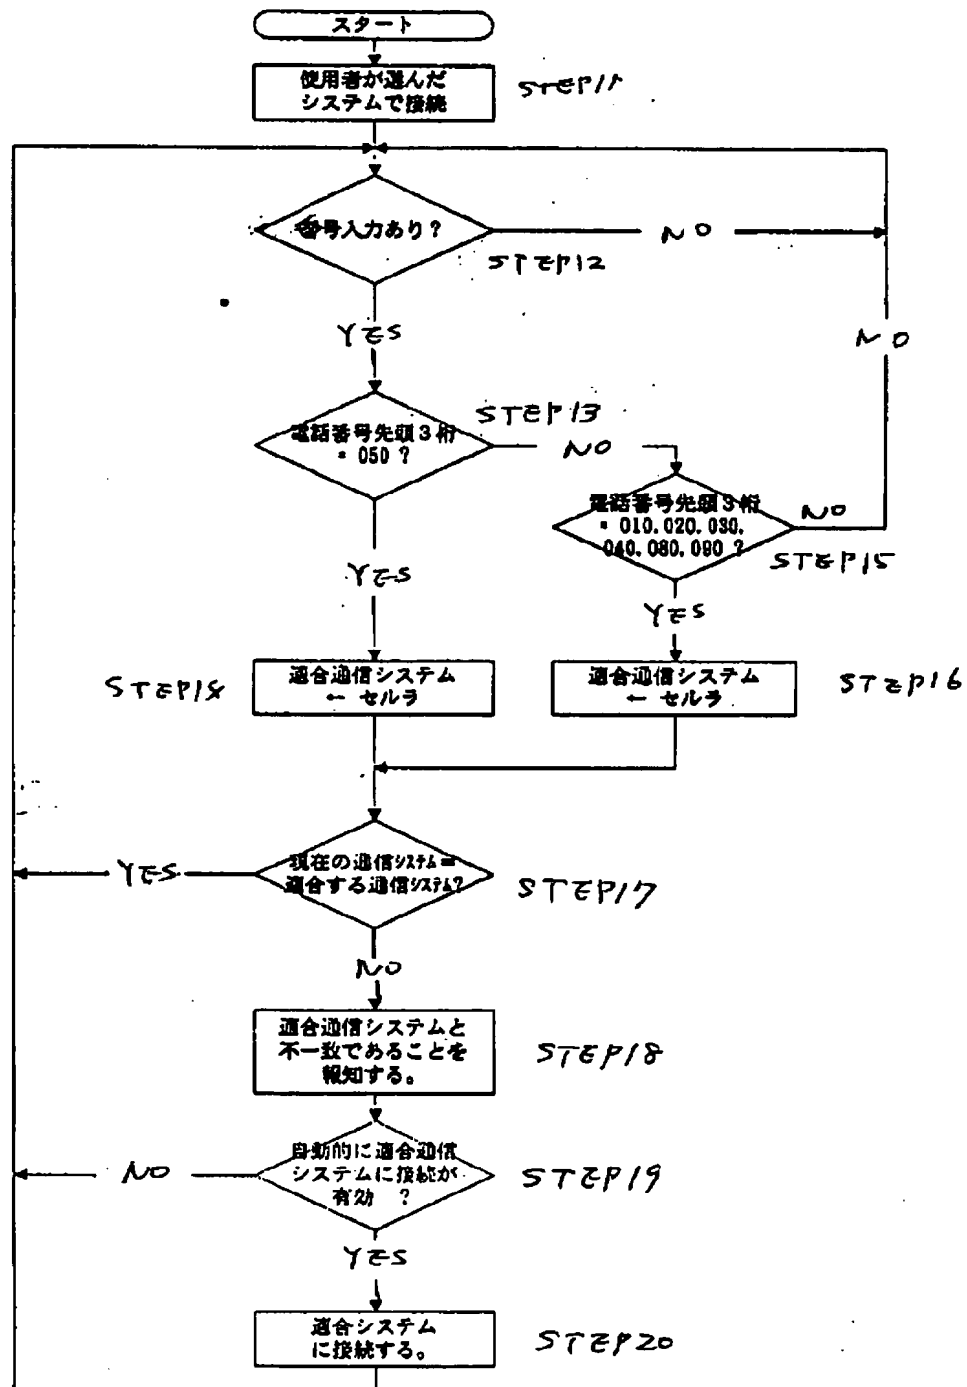 スタート
使用者が選んだ
システムで接続
STEP11
番号入力あり？
NO
STEP12
YES
NO
STEP13
電話番号先頭３桁
= 050 ?
NO
電話番号先頭３桁
= 010.020.030.
040.080.090 ?
NO
STEP15
YES
YES
STEP14
適合通信システム
← セルラ
適合通信システム
← セルラ
STEP16
現在の通信システム＝
適合する通信システム？
YES
STEP17
NO
適合通信システムと
不一致であることを
報知する。
STEP18
自動的に適合通信
システムに接続が
有効 ？
NO
STEP19
YES
適合システム
に接続する。
STEP20